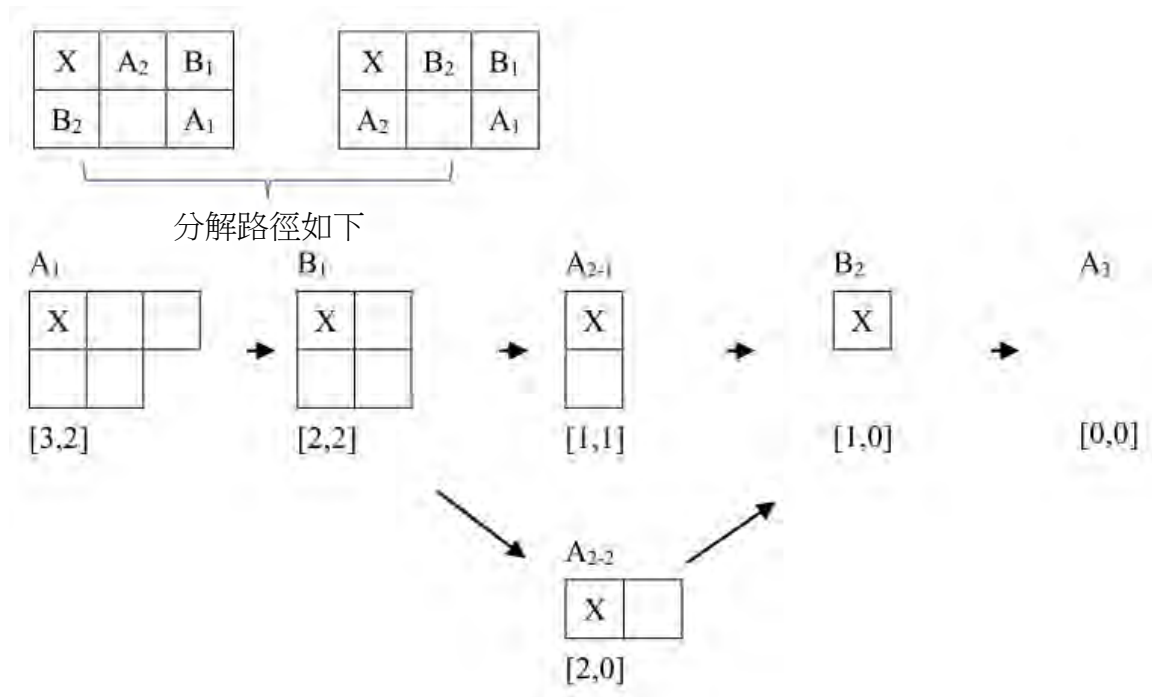 X A₂ B₁
B₂ A₁
X B₂ B₁
A₂ A₁
分解路徑如下
A₁
X
[3,2]
B₁
X
[2,2]
A₂₋₁
X
[1,1]
B₂
X
[1,0]
A₃
[0,0]
A₂₋₂
X
[2,0]